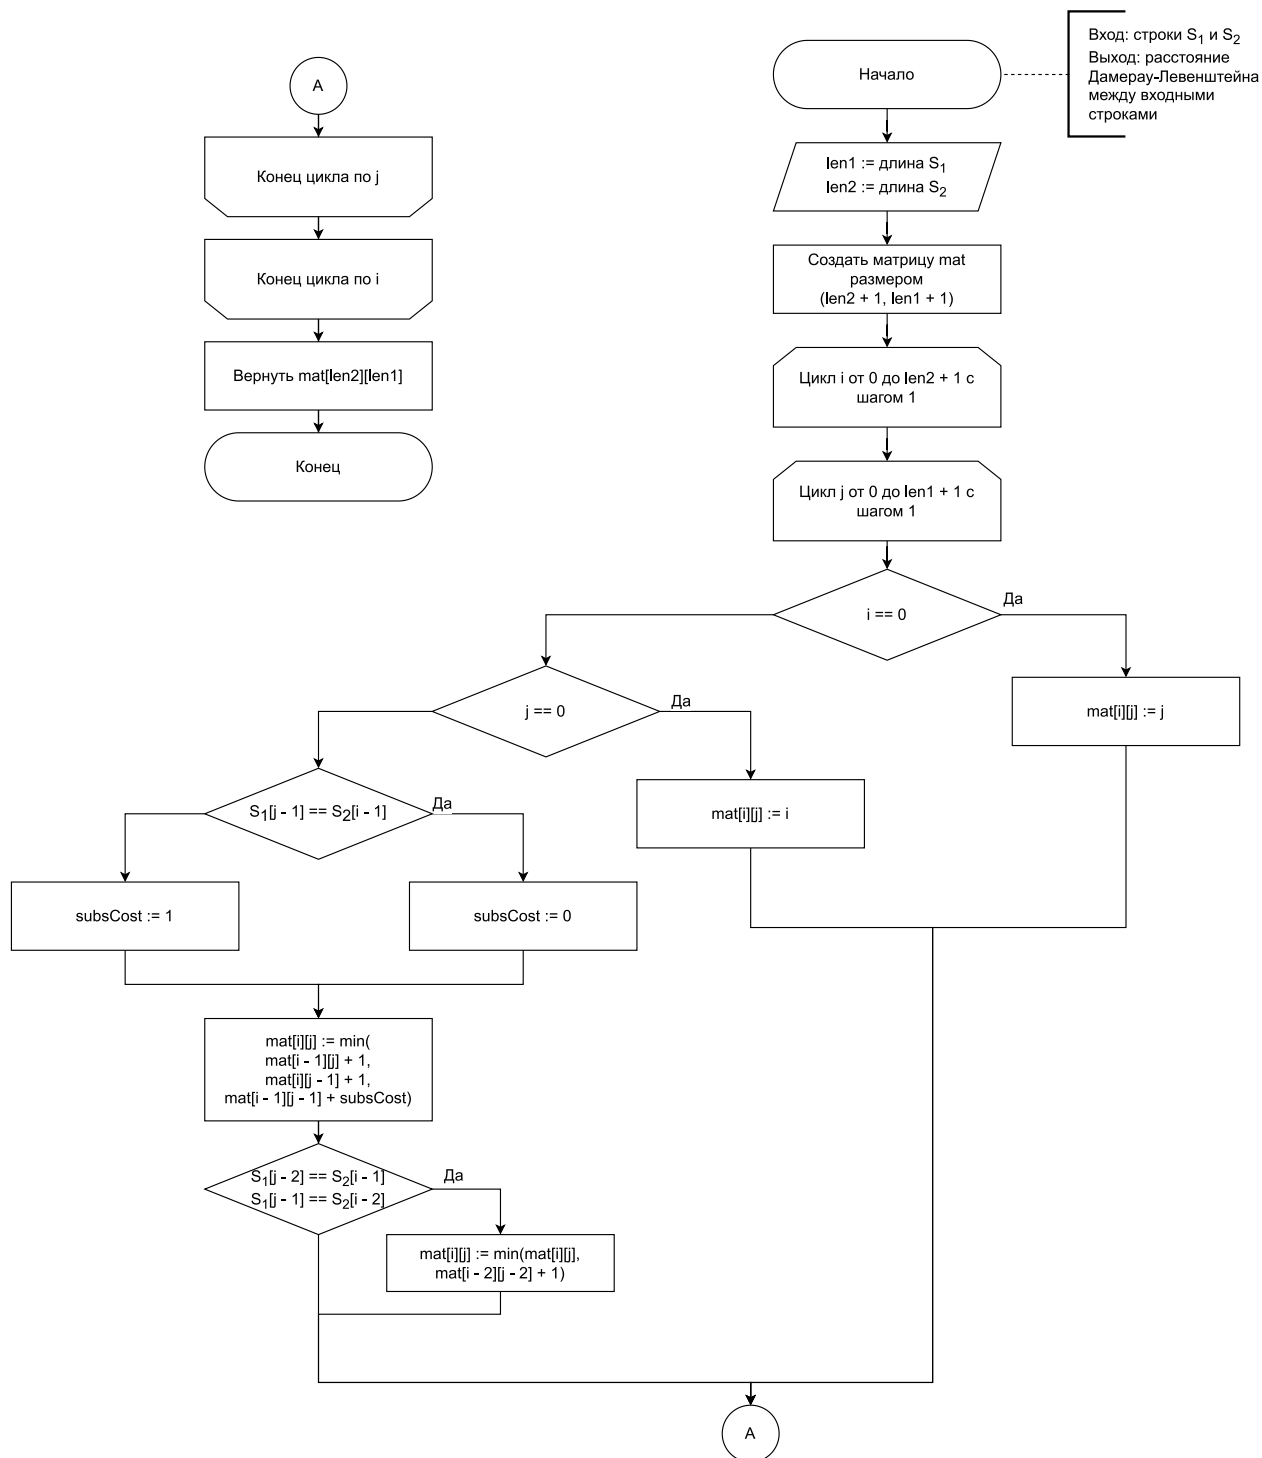 Вход: строки S₁ и S₂
Выход: расстояние
Дамерау-Левенштейна
между входными
строками
Начало
len1 := длина S₁
len2 := длина S₂
Создать матрицу mat
размером
(len2 + 1, len1 + 1)
Цикл i от 0 до len2 + 1 с
шагом 1
Цикл j от 0 до len1 + 1 с
шагом 1
i == 0
Да
mat[i][j] := j
j == 0
Да
mat[i][j] := i
S₁[j - 1] == S₂[i - 1]
Да
subsCost := 1
subsCost := 0
mat[i][j] := min(
mat[i - 1][j] + 1,
mat[i][j - 1] + 1,
mat[i - 1][j - 1] + subsCost)
S₁[j - 2] == S₂[i - 1]
S₁[j - 1] == S₂[i - 2]
Да
mat[i][j] := min(mat[i][j],
mat[i - 2][j - 2] + 1)
A
A
Конец цикла по j
Конец цикла по i
Вернуть mat[len2][len1]
Конец